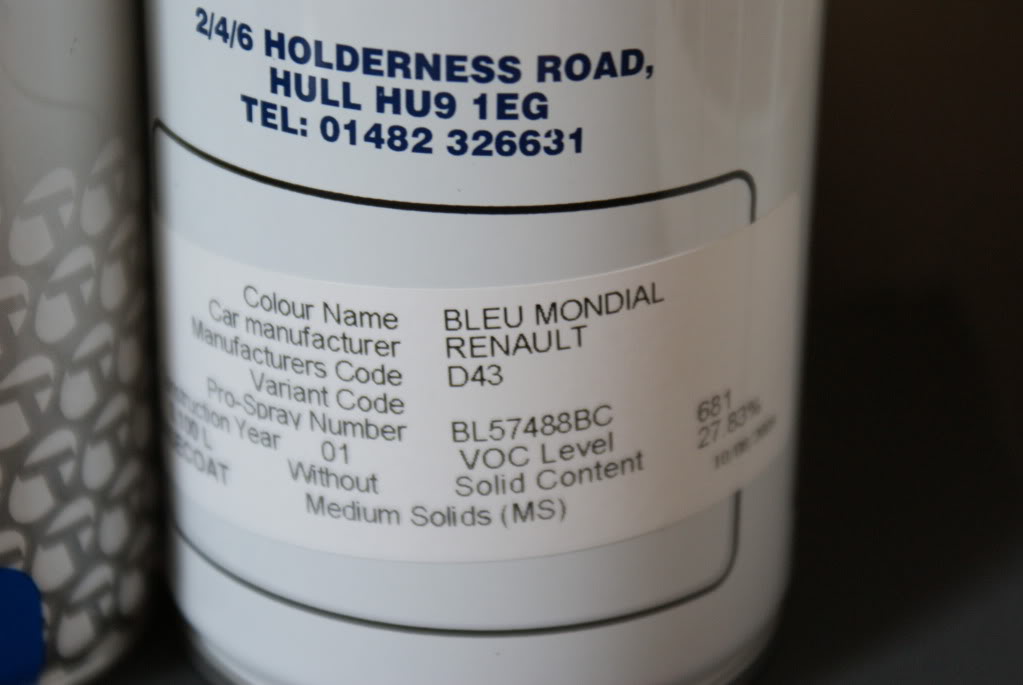 2/4/6 HOLDERNESS ROAD,
HULL HU9 1EG
TEL: 01482 326631
Colour Name BLEU MONDIAL
Car manufacturer RENAULT
Manufacturers Code D43
Variant Code
Pro-Spray Number BL57488BC 681
Year 01 VOC Level 27.83%
L Without Solid Content
Medium Solids (MS)